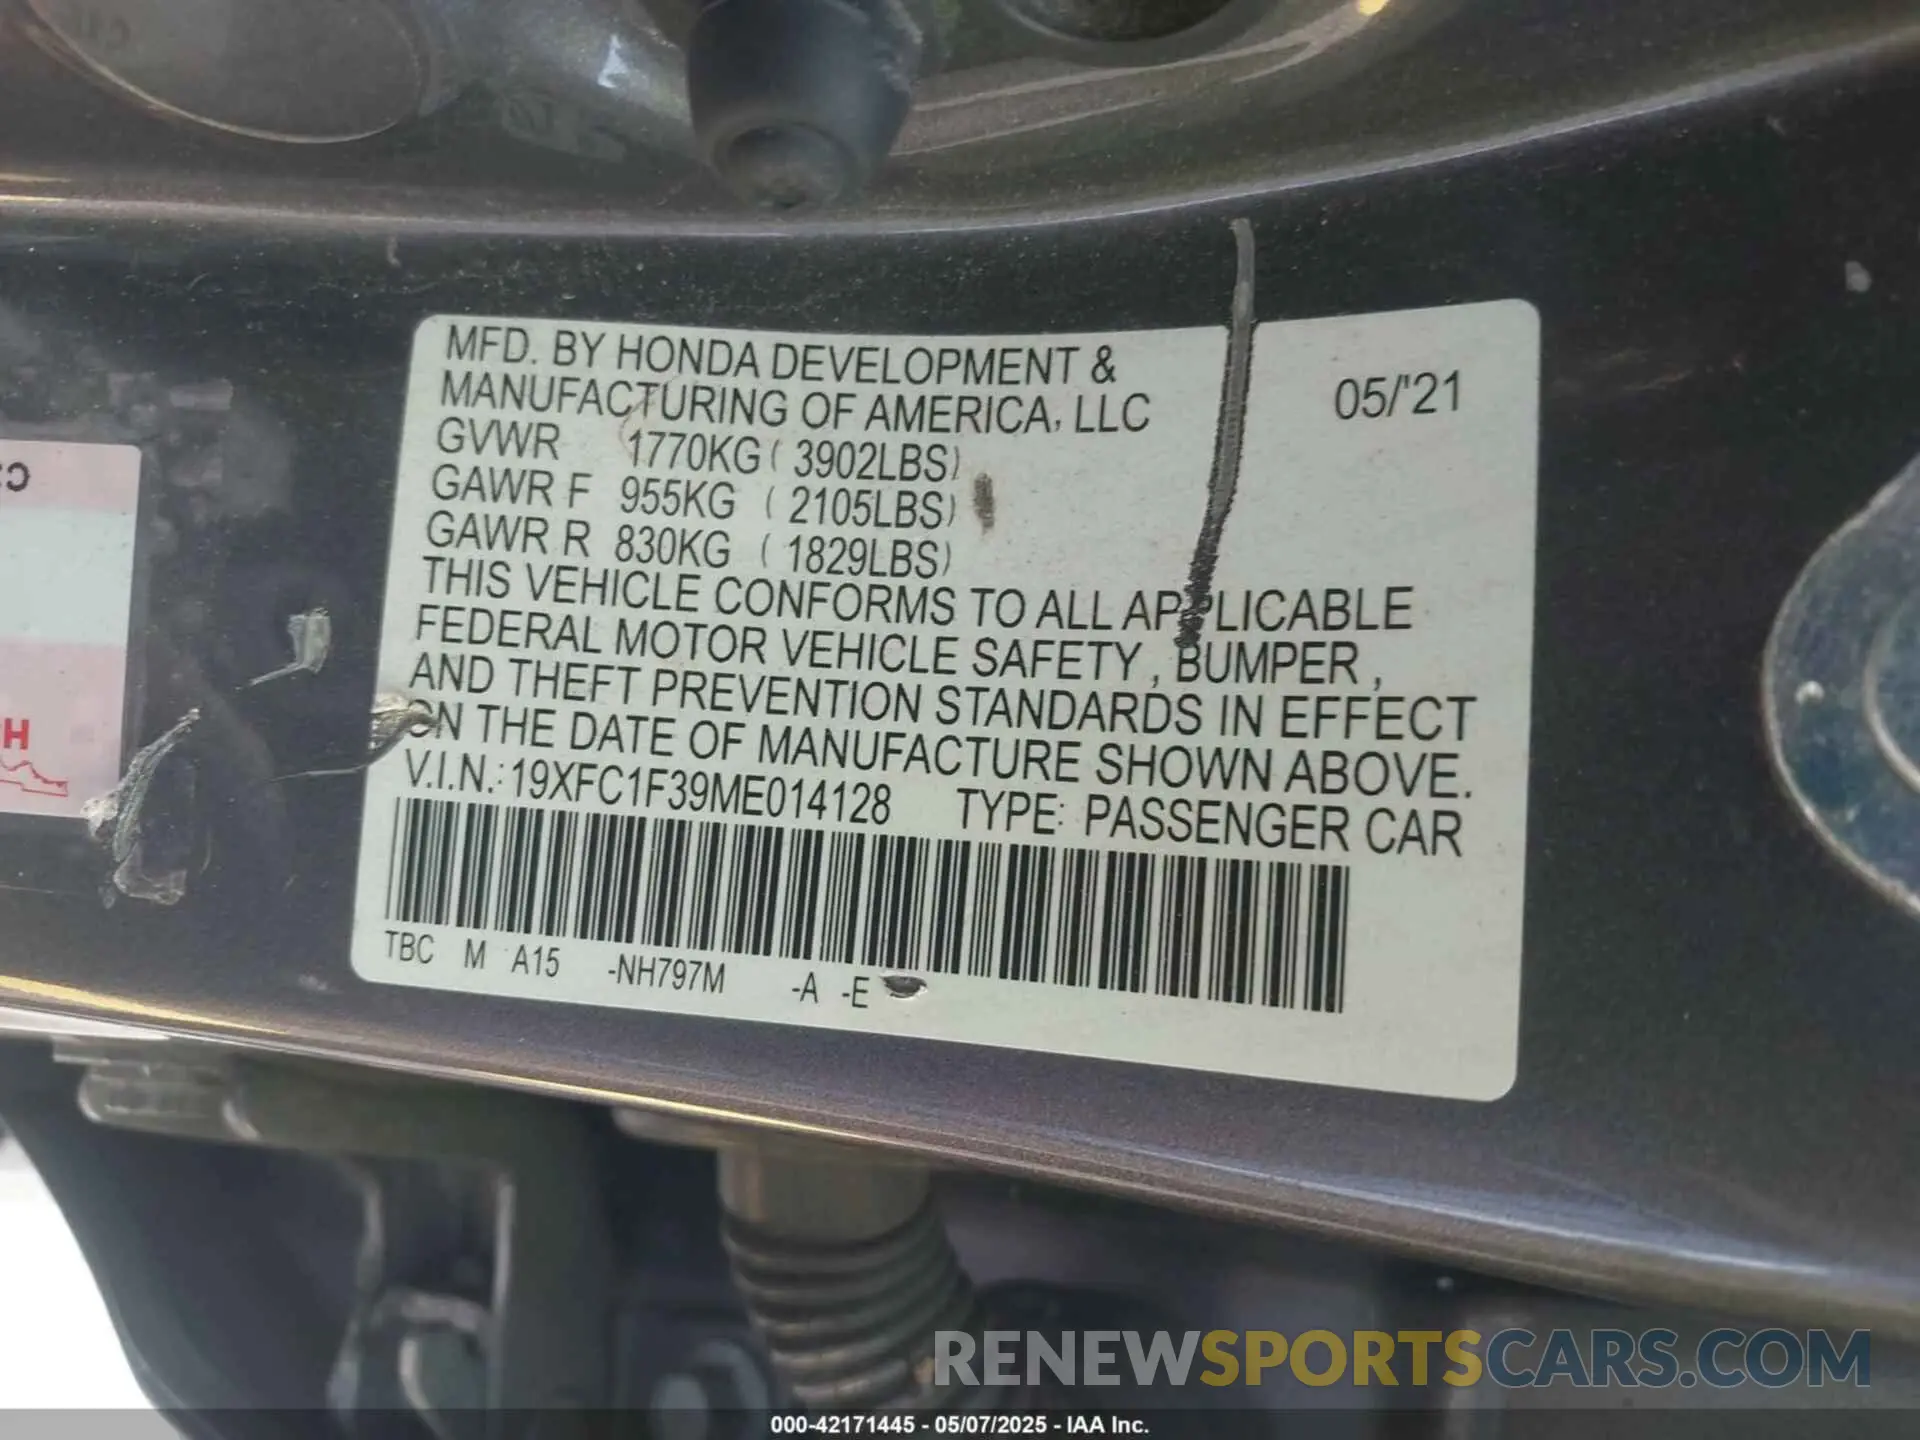 MFD. BY HONDA DEVELOPMENT &
MANUFACTURING OF AMERICA, LLC 05/'21
GVWR 1770KG ( 3902LBS)
GAWR F 955KG ( 2105LBS)
GAWR R 830KG ( 1829LBS)
THIS VEHICLE CONFORMS TO ALL APPLICABLE
FEDERAL MOTOR VEHICLE SAFETY , BUMPER ,
AND THEFT PREVENTION STANDARDS IN EFFECT
ON THE DATE OF MANUFACTURE SHOWN ABOVE.
V.I.N.: 19XFC1F39ME014128 TYPE: PASSENGER CAR
TBC M A15 -NH797M -A -E
RENEWSPORTSCARS.COM
000-42171445 - 05/07/2025 - IAA Inc.